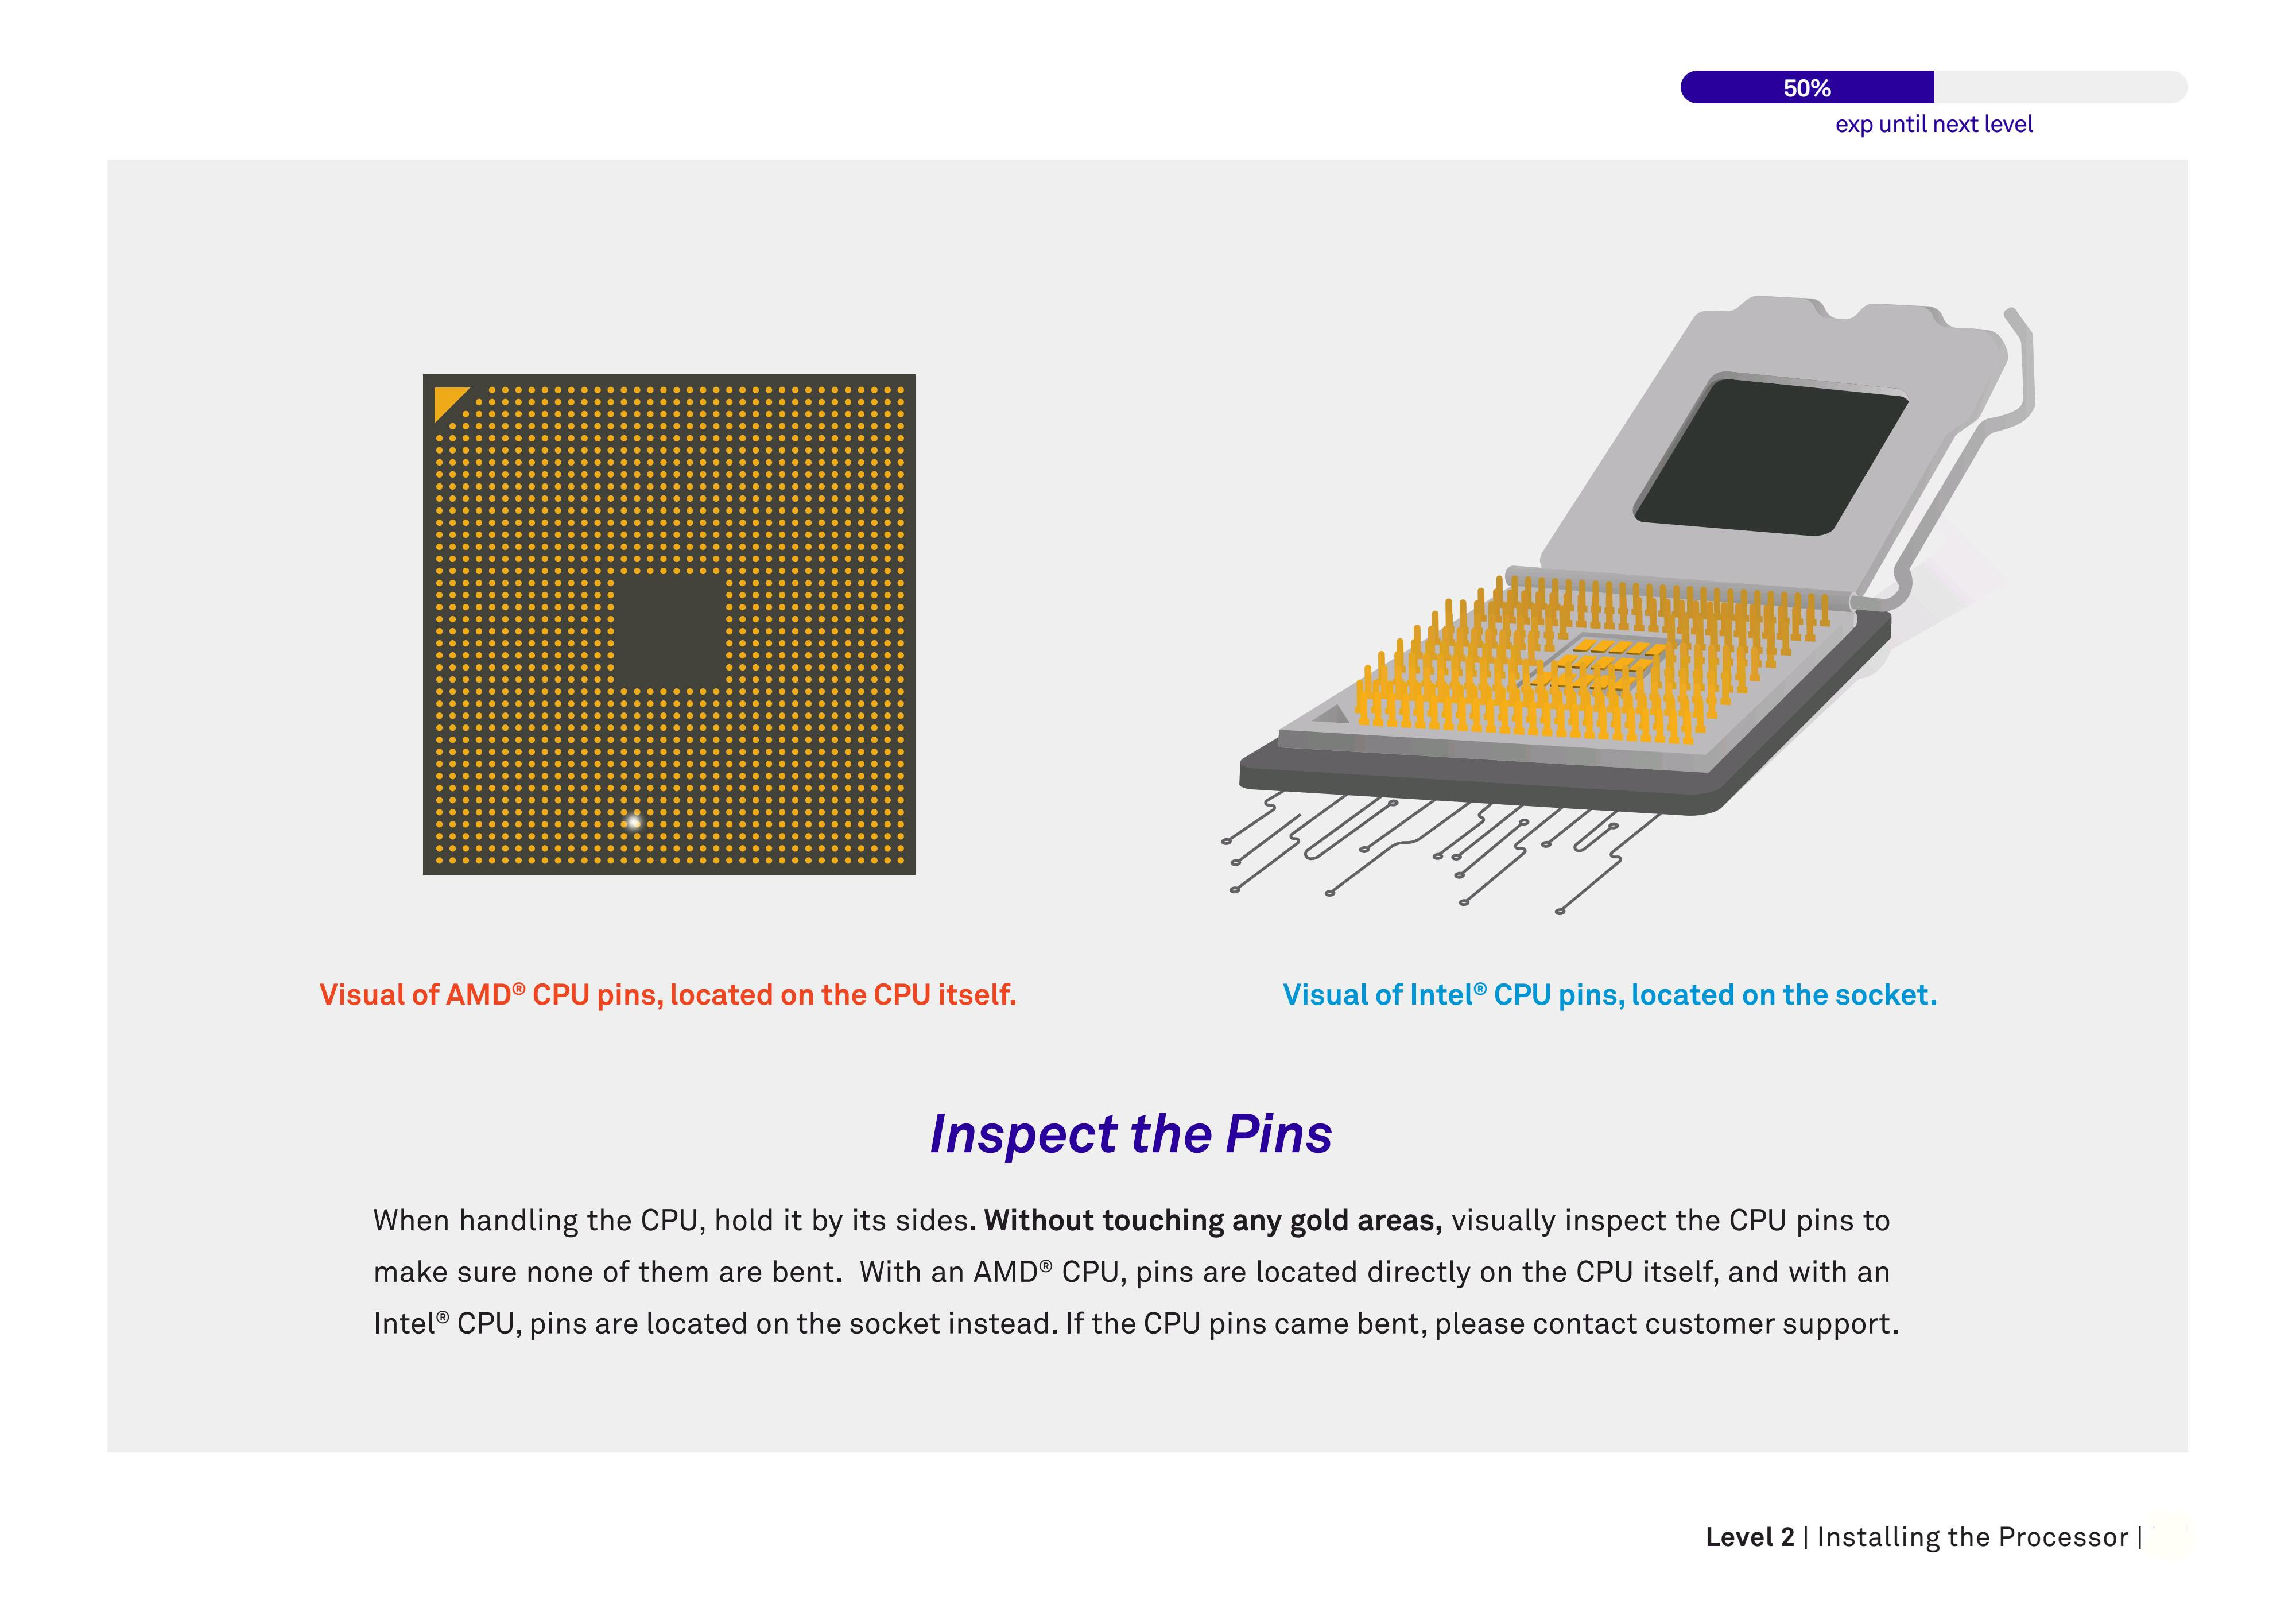 50%
exp until next level
Visual of AMD® CPU pins, located on the CPU itself.
Visual of Intel® CPU pins, located on the socket.
Inspect the Pins
When handling the CPU, hold it by its sides. Without touching any gold areas, visually inspect the CPU pins to
make sure none of them are bent.  With an AMD® CPU, pins are located directly on the CPU itself, and with an
Intel® CPU, pins are located on the socket instead. If the CPU pins came bent, please contact customer support.
Level 2 | Installing the Processor |